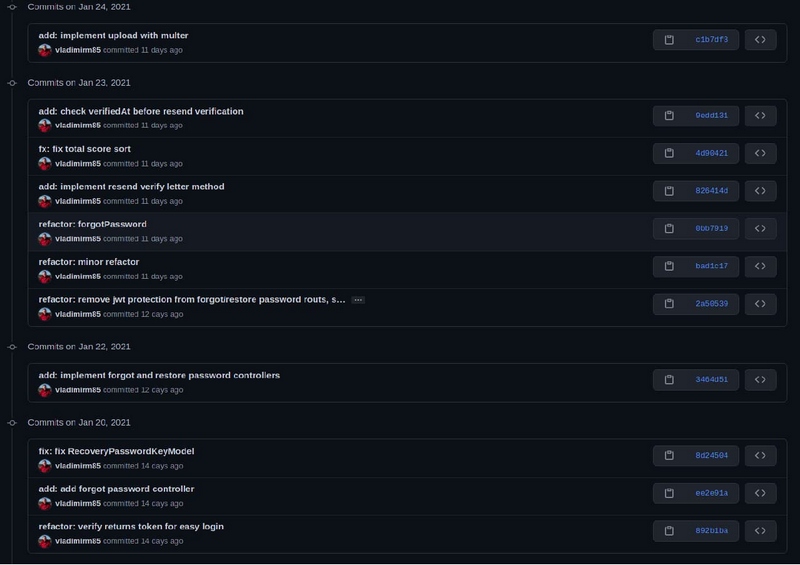 Commits on Jan 24, 2021
add: implement upload with multer
vladimirm85 committed 11 days ago
c1b7df3
Commits on Jan 23, 2021
add: check verifiedAt before resend verification
vladimirm85 committed 11 days ago
9edd131
fx: fix total score sort
vladimirm85 committed 11 days ago
4d90421
add: implement resend verify letter method
vladimirm85 committed 11 days ago
826414d
refactor: forgotPassword
vladimirm85 committed 11 days ago
0bb7919
refactor: minor refactor
vladimirm85 committed 11 days ago
bad1c17
refactor: remove jwt protection from forgot/restore password routs, s… ...
vladimirm85 committed 12 days ago
2a50539
Commits on Jan 22, 2021
add: implement forgot and restore password controllers
vladimirm85 committed 12 days ago
3464d51
Commits on Jan 20, 2021
fix: fix RecoveryPasswordKeyModel
vladimirm85 committed 14 days ago
8d24504
add: add forgot password controller
vladimirm85 committed 14 days ago
ee2e91a
refactor: verify returns token for easy login
vladimirm85 committed 14 days ago
892b1ba